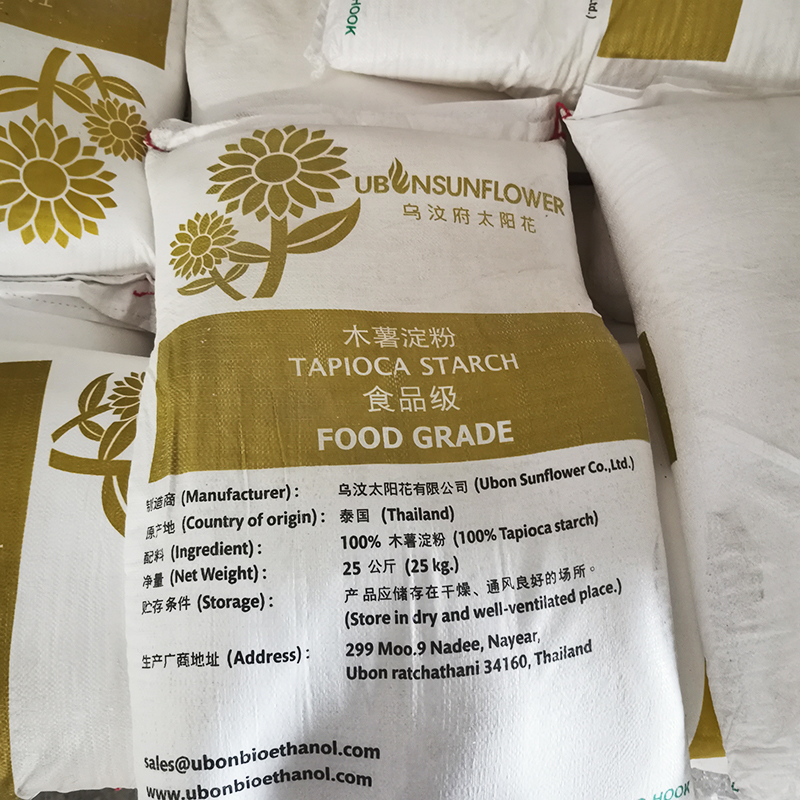 HOOK
Ltd.)
UBONSUNFLOWER
乌汶府太阳花
木薯淀粉
TAPIOCA STARCH
食品级
FOOD GRADE
制造商 (Manufacturer) : 乌汶太阳花有限公司 (Ubon Sunflower Co.,Ltd.)
原产地 (Country of origin) : 泰国 (Thailand)
配料 (Ingredient) : 100% 木薯淀粉 (100% Tapioca starch)
净量 (Net Weight) : 25 公斤 (25 kg.)
贮存条件 (Storage) : 产品应储存在干燥、通风良好的场所。
(Store in dry and well-ventilated place.)
生产广商地址 (Address) : 299 Moo.9 Nadee, Nayear,
Ubon ratchathani 34160, Thailand
sales@ubonbioethanol.com
www.ubonbioethanol.com
HOOK